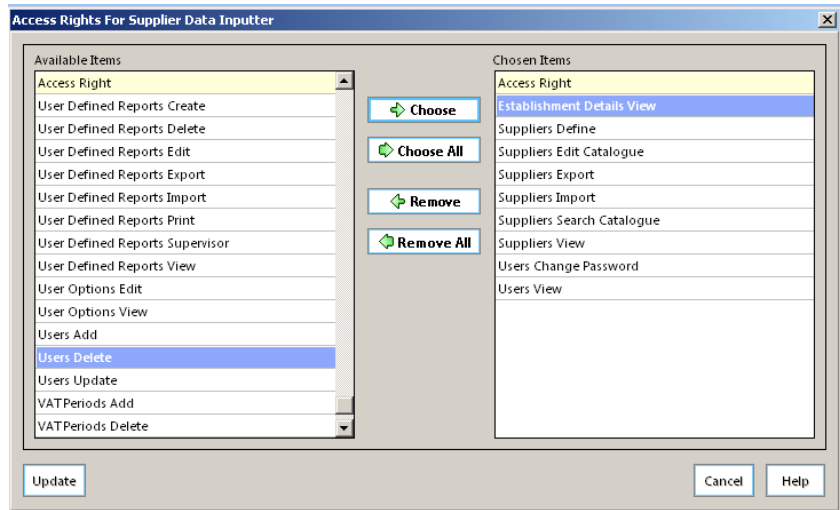 Access Rights For Supplier Data Inputter
Available Items
Access Right
User Defined Reports Create
User Defined Reports Delete
User Defined Reports Edit
User Defined Reports Export
User Defined Reports Import
User Defined Reports Print
User Defined Reports Supervisor
User Defined Reports View
User Options Edit
User Options View
Users Add
Users Delete
Users Update
VATPeriods Add
VATPeriods Delete
Choose
Choose All
Remove
Remove All
Chosen Items
Access Right
Establishment Details View
Suppliers Define
Suppliers Edit Catalogue
Suppliers Export
Suppliers Import
Suppliers Search Catalogue
Suppliers View
Users Change Password
Users View
Update
Cancel
Help